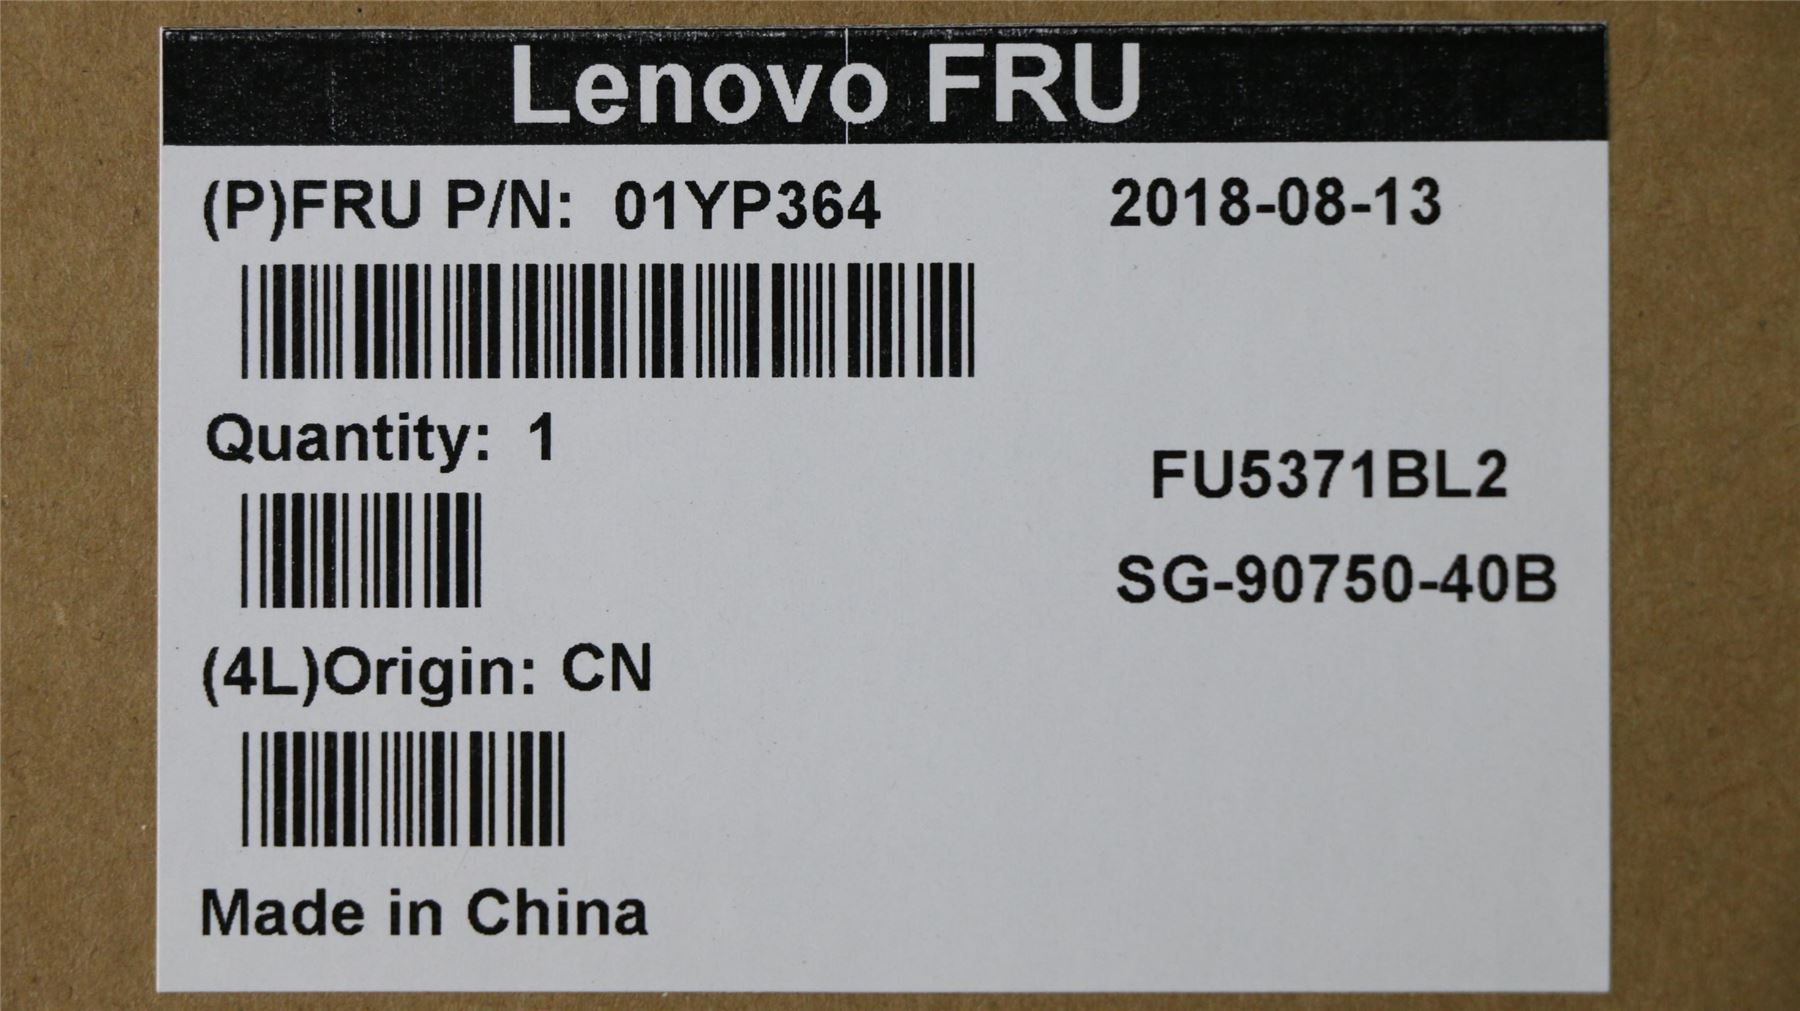 Lenovo FRU
(P)FRU P/N: 01YP364
2018-08-13
Quantity: 1
FU5371BL2
SG-90750-40B
(4L)Origin: CN
Made in China